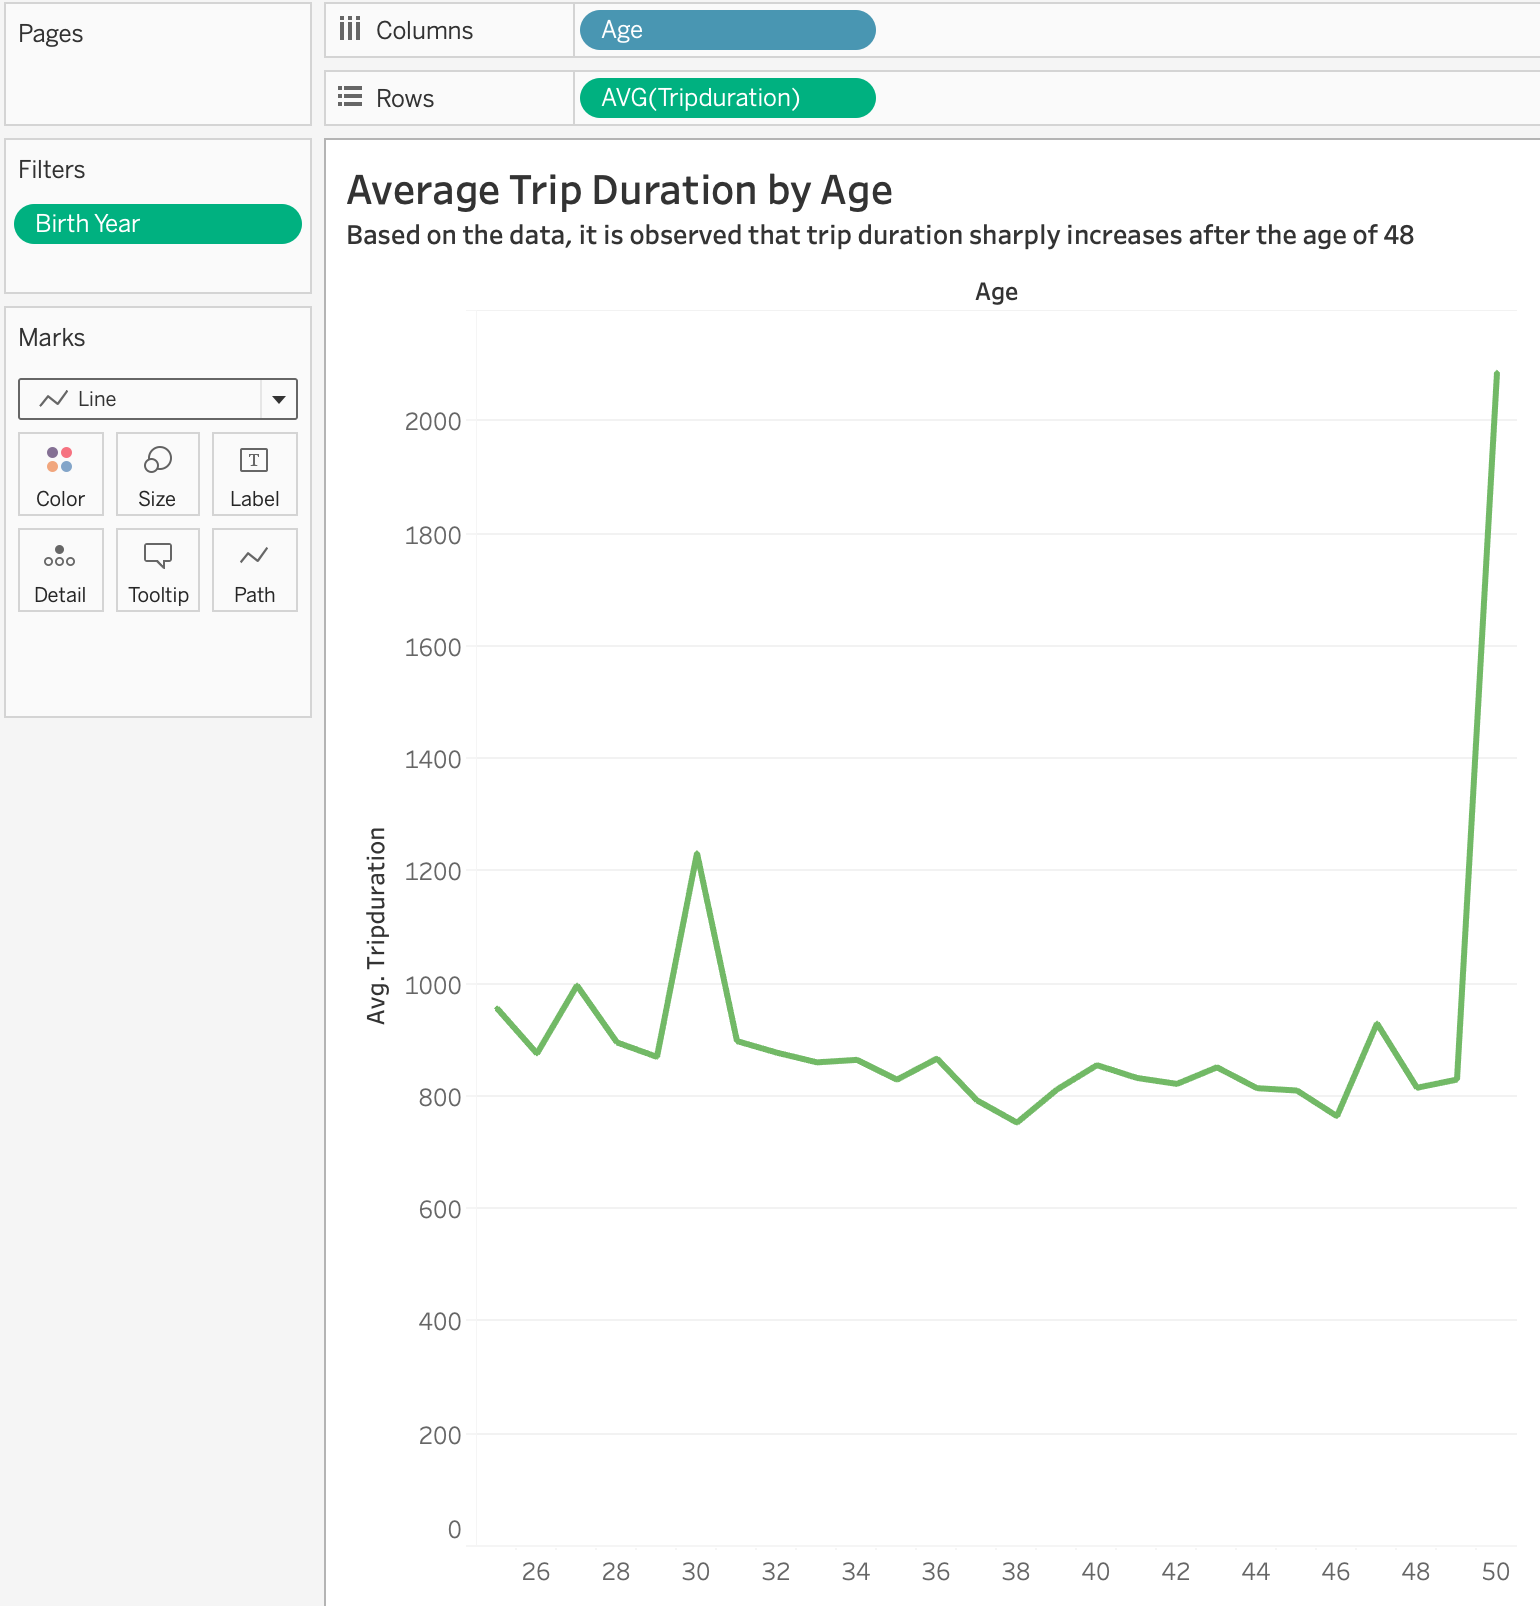 Pages
Columns
Age
Rows
AVG(Tripduration)
Filters
Birth Year
Marks
Line
Color
Size
T
Label
Detail
Tooltip
Path
Average Trip Duration by Age
Based on the data, it is observed that trip duration sharply increases after the age of 48
Age
Avg. Tripduration
2000
1800
1600
1400
1200
1000
800
600
400
200
0
26 28 30 32 34 36 38 40 42 44 46 48 50